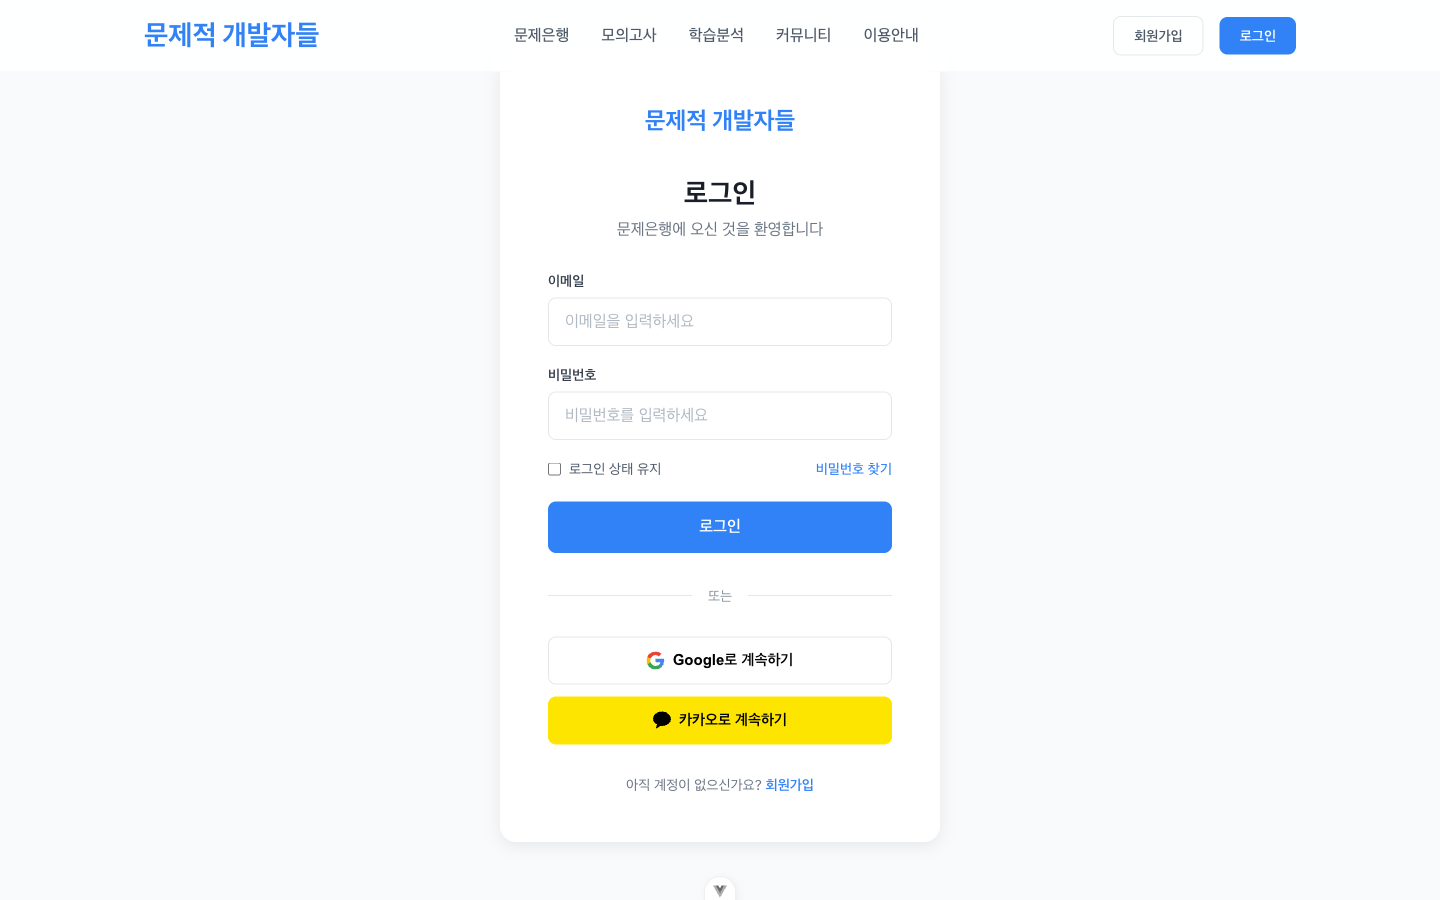 문제적 개발자들
문제은행 모의고사 학습분석 커뮤니티 이용안내
회원가입 로그인
문제적 개발자들
로그인
문제은행에 오신 것을 환영합니다
이메일
이메일을 입력하세요
비밀번호
비밀번호를 입력하세요
로그인 상태 유지 비밀번호 찾기
로그인
또는
Google로 계속하기
카카오로 계속하기
아직 계정이 없으신가요? 회원가입